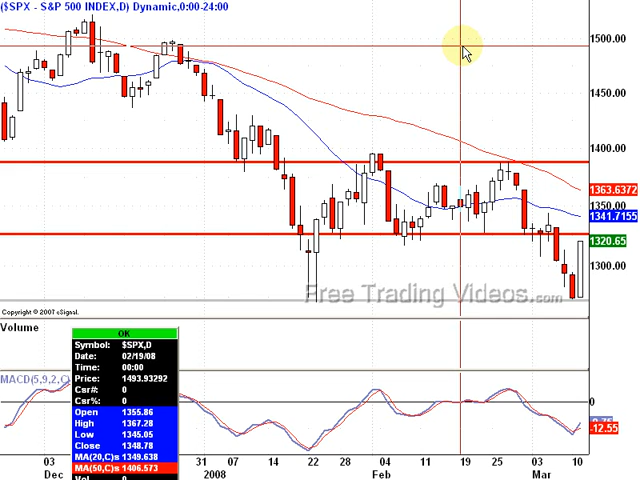 ($SPX - S&P 500 INDEX,D) Dynamic,0:00-24:00
1500.00
1450.00
1400.00
1363.6372
1350.00
1341.7155
1320.65
1300.00
Free Trading Videos.com
Copyright © 2007 eSignal.
Volume
OK
Symbol: $SPX,D
Date: 02/19/08
Time: 00:00
Price: 1493.93292
Csr#: 0
Csr%: 0
Open 1355.86
High 1367.28
Low 1345.05
Close 1348.78
MA(20,C)s 1349.638
MA(50,C)s 1406.573
MACD(5,9,2,C)
0
-12.55
03 10 31 07 14 22 28 04 11 19 25 03 10
Dec 2008 Feb Mar